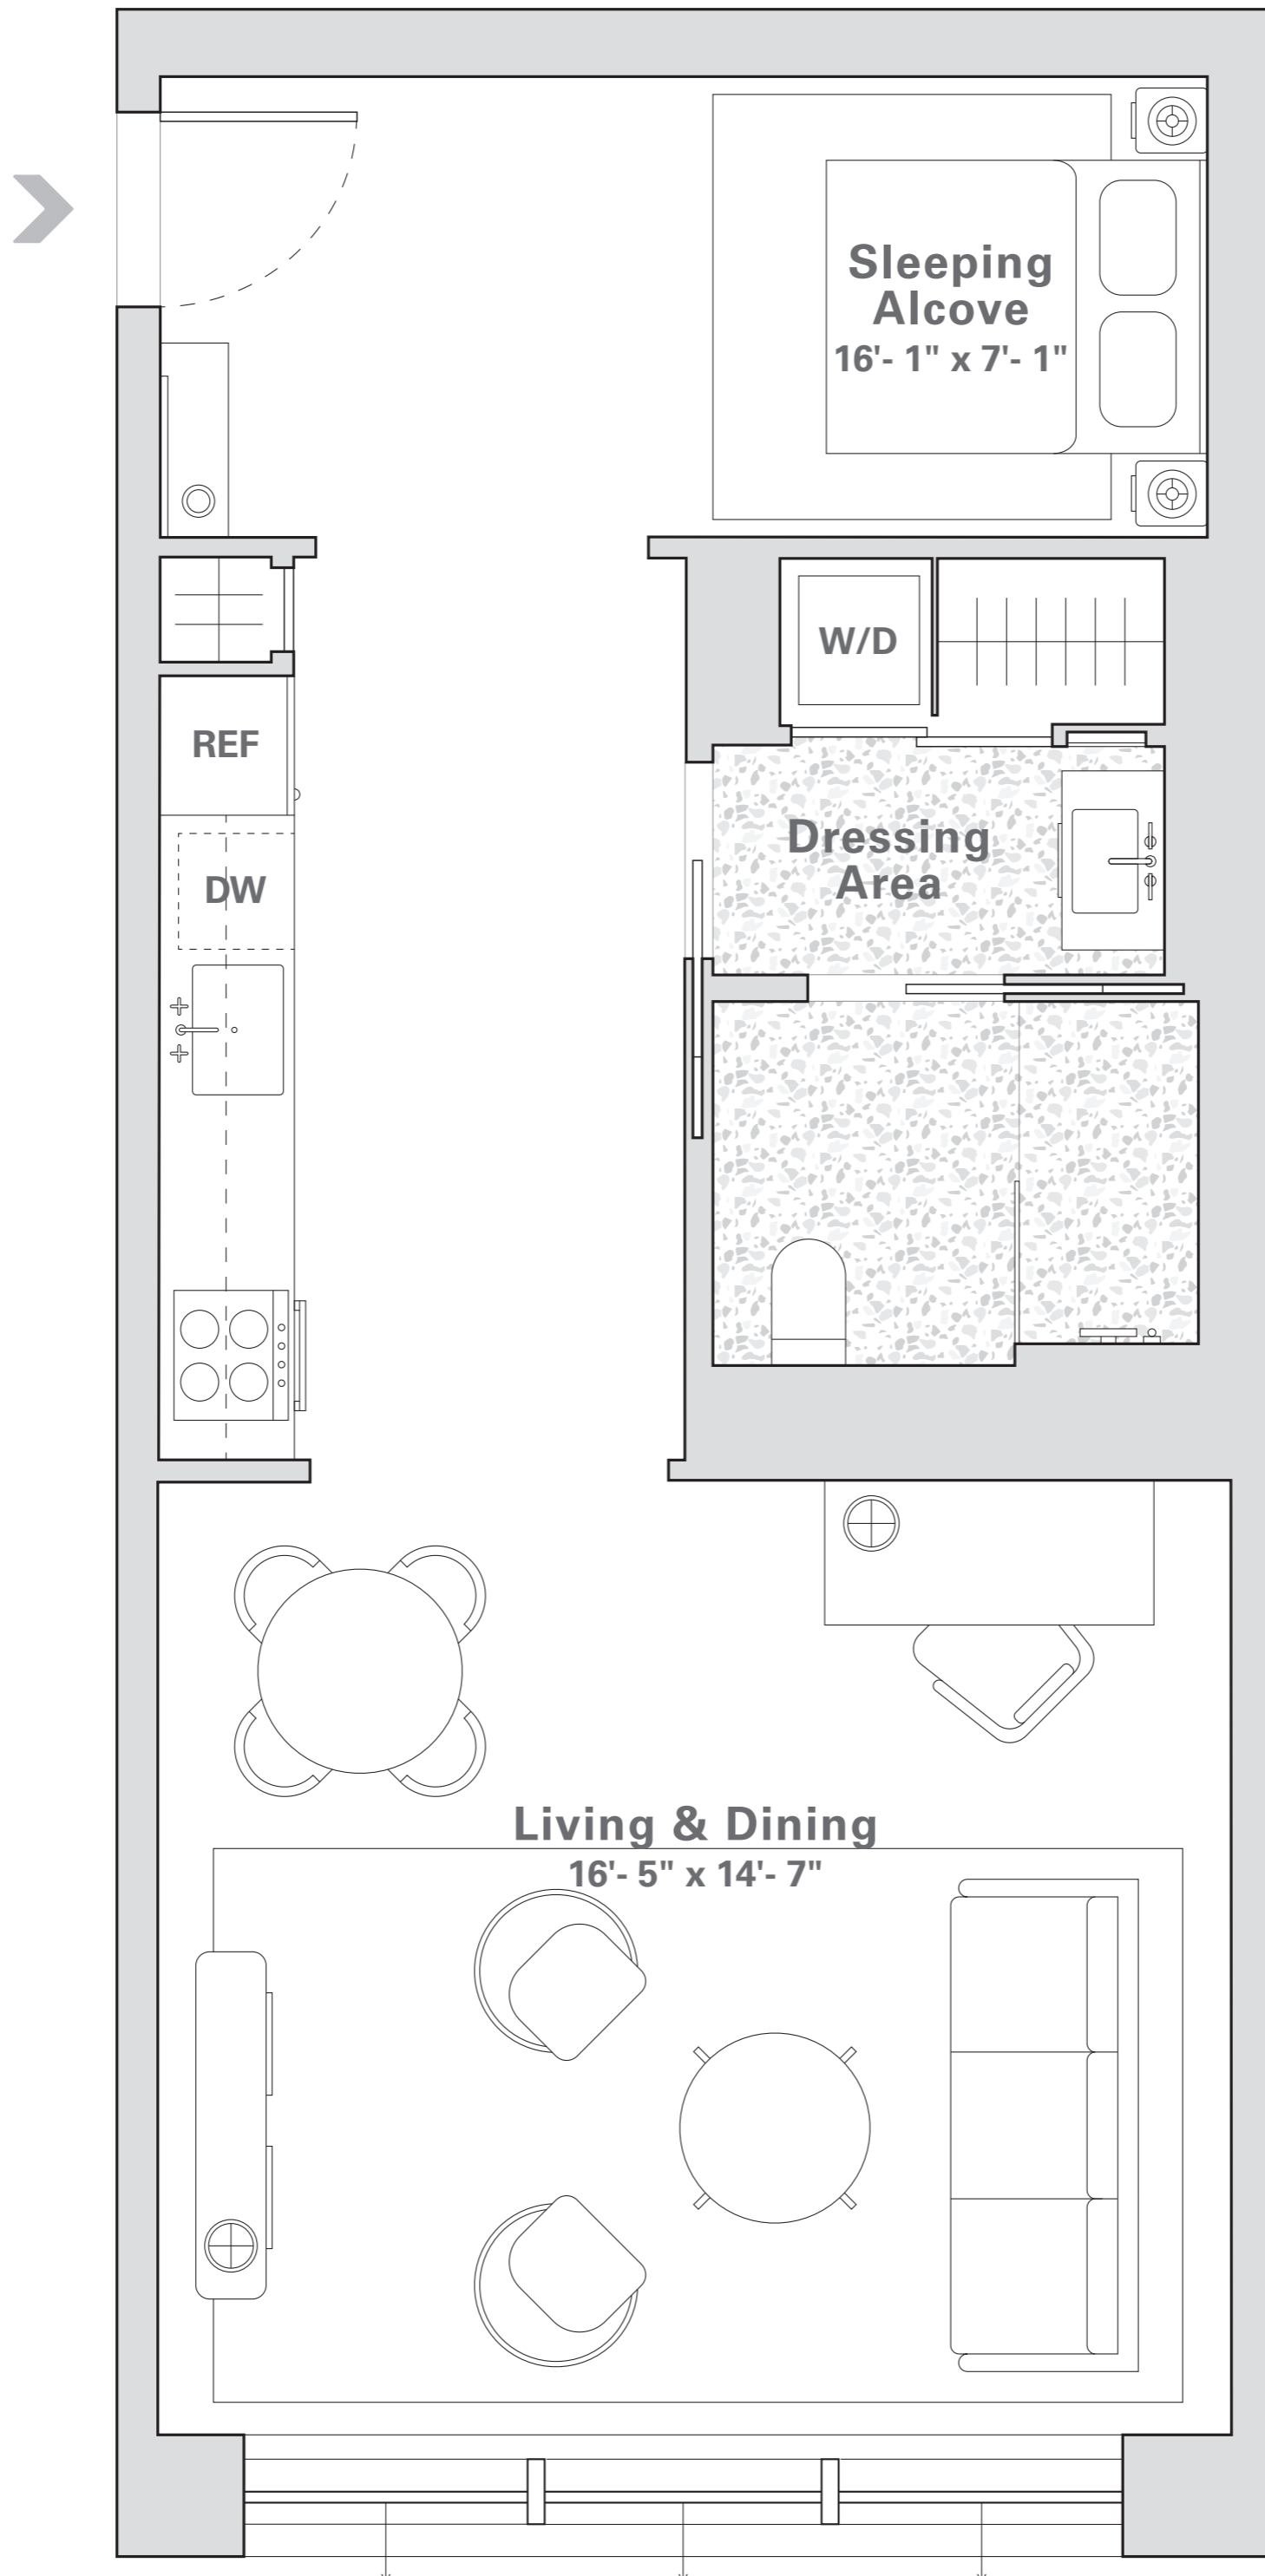 Sleeping
Alcove
16'- 1" x 7'- 1"
W/D
REF
Dressing
Area
DW
Living & Dining
16'- 5" x 14'- 7"